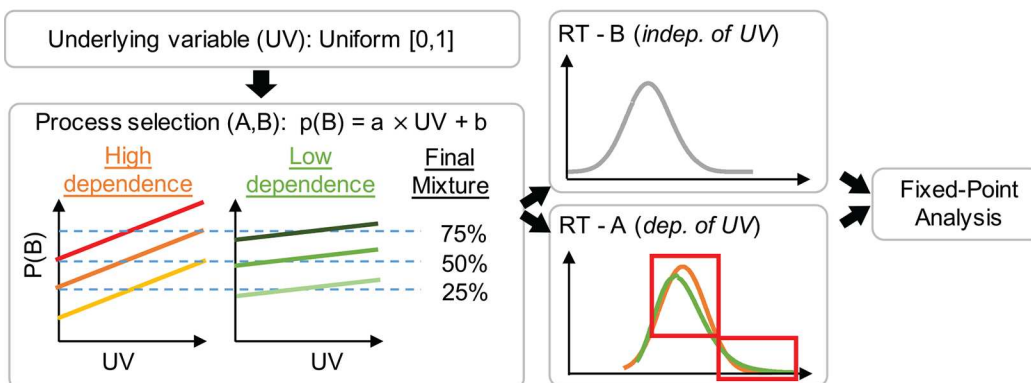 Underlying variable (UV): Uniform [0,1]
Process selection (A,B): p(B) = a × UV + b
High
dependence
Low
dependence
Final
Mixture
P(B)
75%
50%
25%
UV
UV
RT - B (indep. of UV)
RT - A (dep. of UV)
Fixed-Point
Analysis